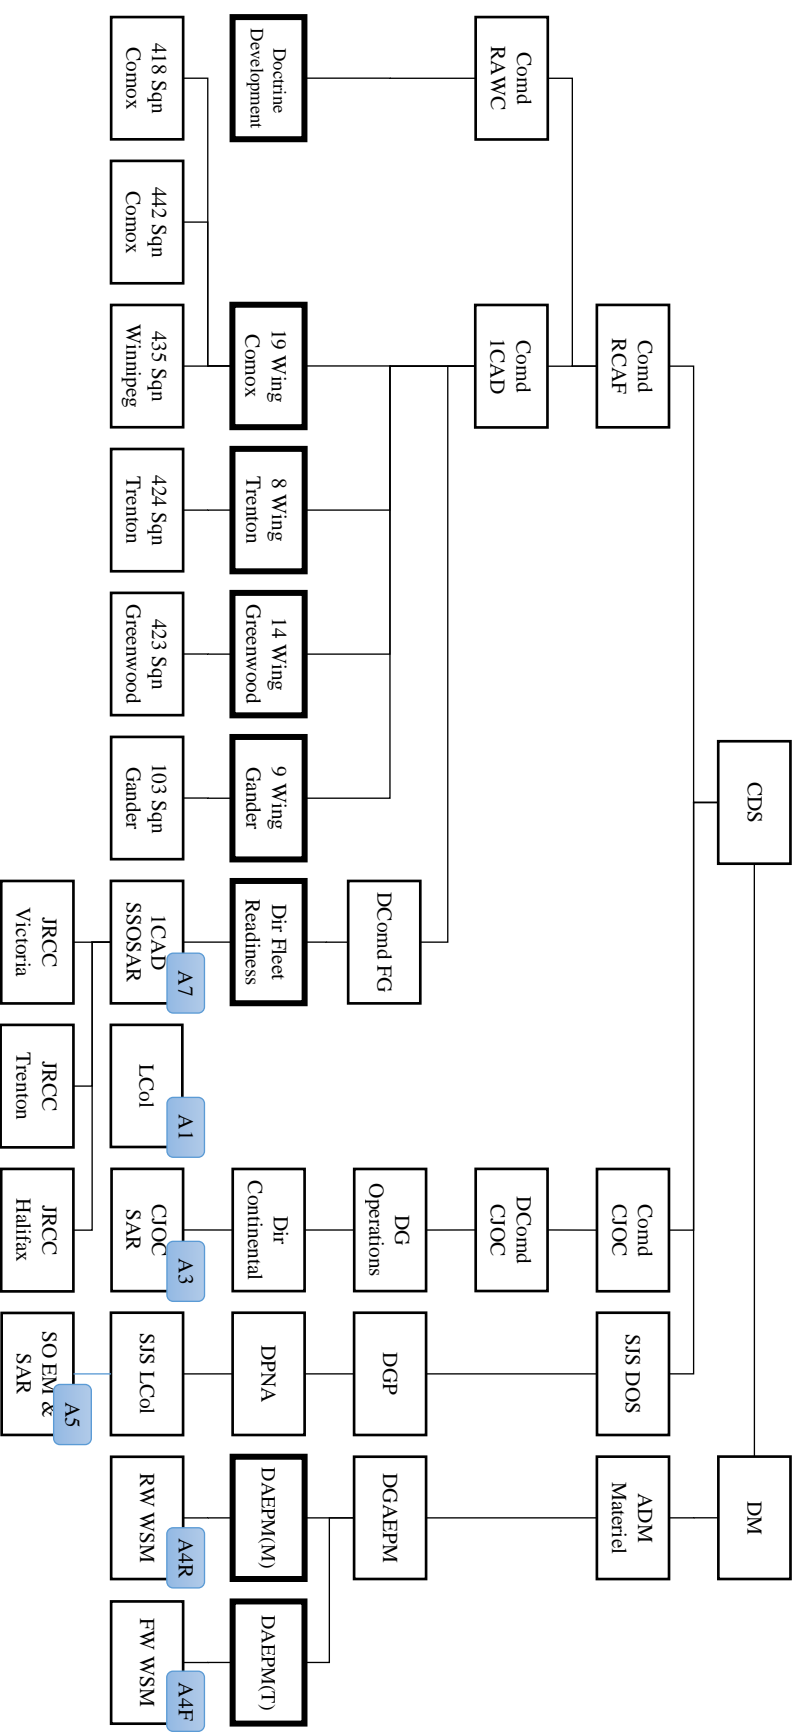 CDS
DM
Comd
RCAF
Comd
CJOC
SJS DOS
ADM
Materiel
Comd
RAWC
Comd
1CAD
DComd
CJOC
DComd FG
DG
Operations
DGP
DGAEPM
Doctrine
Development
19 Wing
Comox
8 Wing
Trenton
14 Wing
Greenwood
9 Wing
Gander
Dir Fleet
Readiness
Dir
Continental
DPNA
DAEPM(M)
DAEPM(T)
418 Sqn
Comox
442 Sqn
Comox
435 Sqn
Winnipeg
424 Sqn
Trenton
423 Sqn
Greenwood
103 Sqn
Gander
1CAD
SSOSAR
A7
LCol
A1
CJOC
SAR
A3
SJS LCol
RW WSM
A4R
FW WSM
A4F
JRCC
Victoria
JRCC
Trenton
JRCC
Halifax
SO EM &
SAR
A5